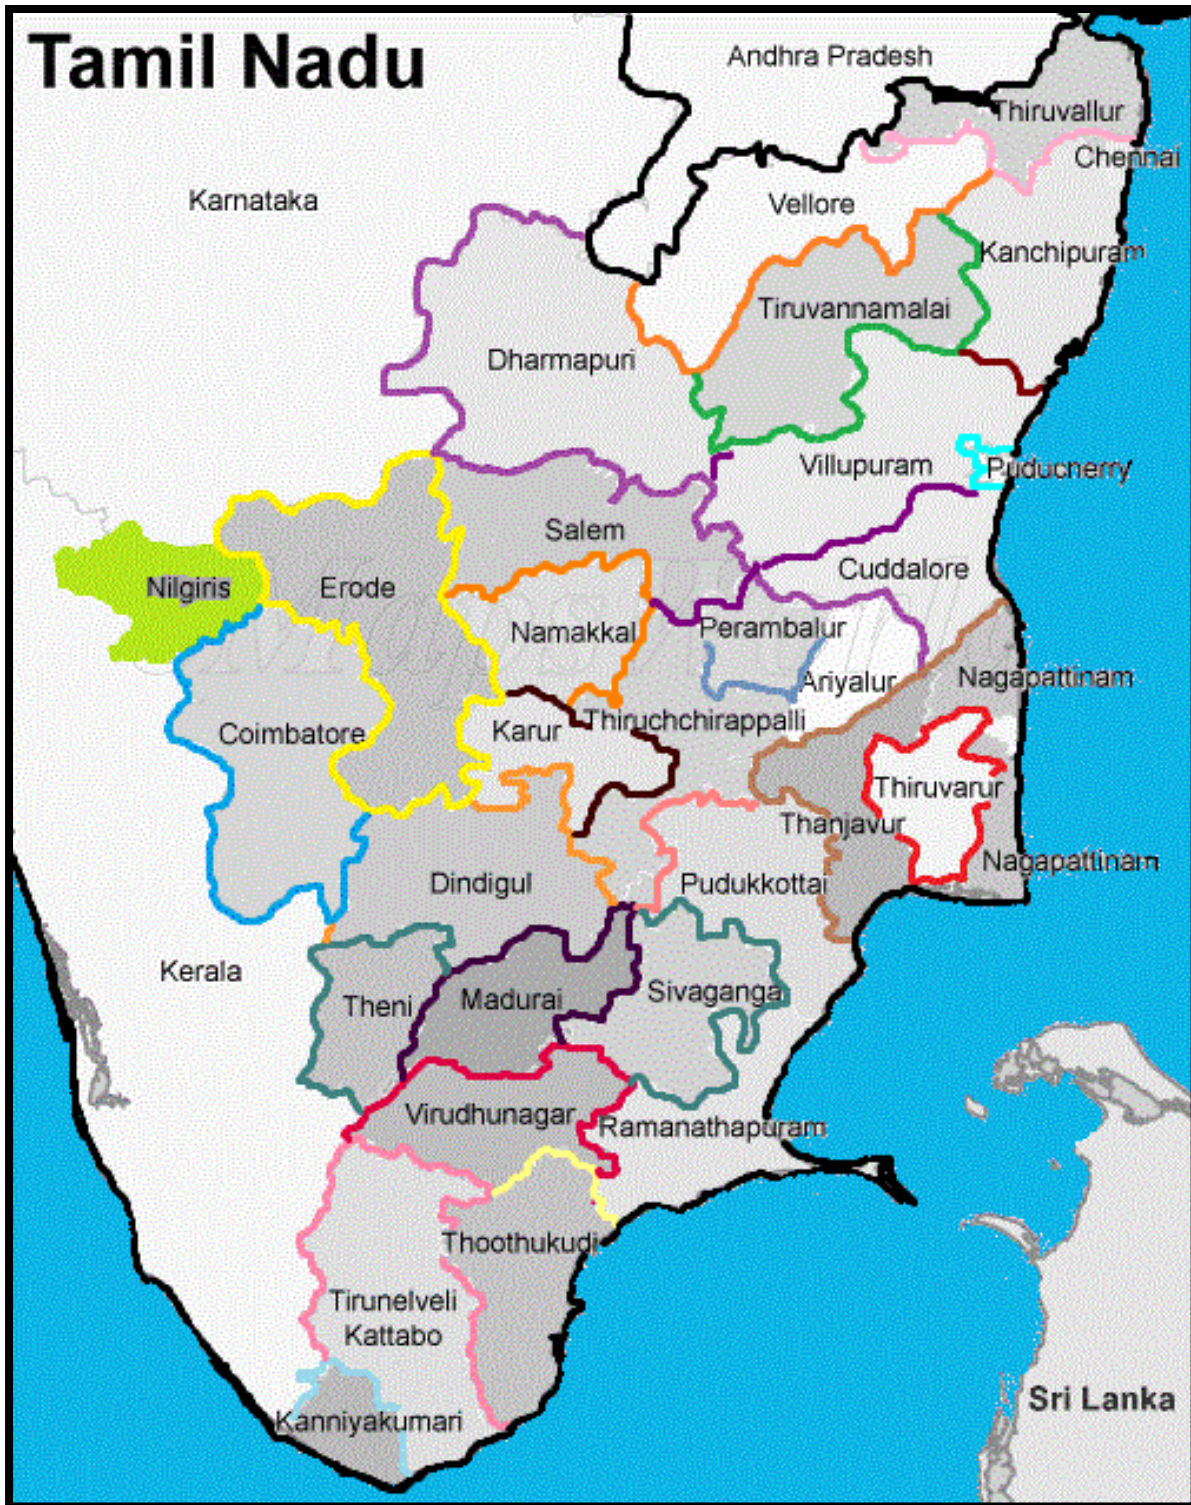 Tamil Nadu
Andhra Pradesh
Thiruvallur
Chennai
Karnataka
Vellore
Kanchipuram
Tiruvannamalai
Dharmapuri
Villupuram
Puducherry
Salem
Cuddalore
Nilgiris
Erode
Namakkal
Perambalur
Nagapattinam
Ariyalur
Coimbatore
Karur
Thiruchchirappalli
Thiruvarur
Thanjavur
Nagapattinam
Dindigul
Pudukkottai
Kerala
Theni
Madurai
Sivaganga
Virudhunagar
Ramanathapuram
Thoothukudi
Tirunelveli
Kattabo
Kanniyakumari
Sri Lanka